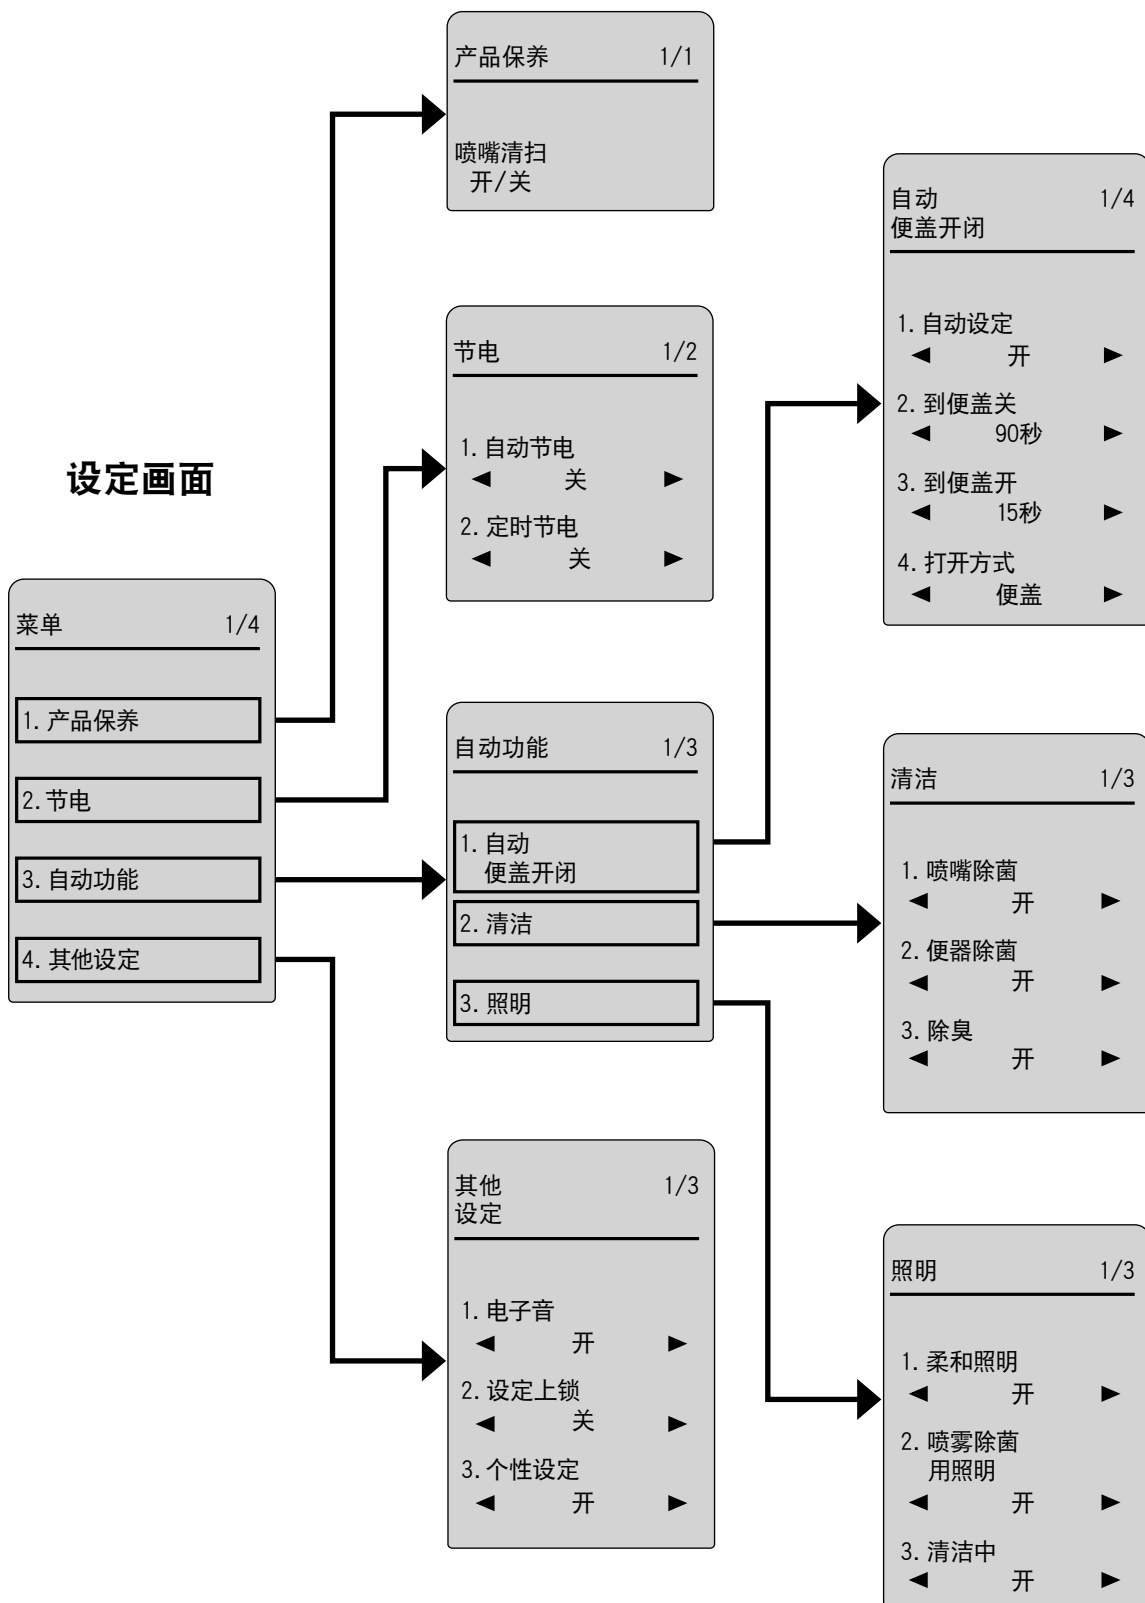 设定画面
菜单 1/4
1. 产品保养
2. 节电
3. 自动功能
4. 其他设定
产品保养 1/1
喷嘴清扫
开/关
节电 1/2
1. 自动节电
◀ 关 ▶
2. 定时节电
◀ 关 ▶
自动功能 1/3
1. 自动
便盖开闭
2. 清洁
3. 照明
其他 1/3
设定
1. 电子音
◀ 开 ▶
2. 设定上锁
◀ 关 ▶
3. 个性设定
◀ 开 ▶
自动 1/4
便盖开闭
1. 自动设定
◀ 开 ▶
2. 到便盖关
◀ 90秒 ▶
3. 到便盖开
◀ 15秒 ▶
4. 打开方式
◀ 便盖 ▶
清洁 1/3
1. 喷嘴除菌
◀ 开 ▶
2. 便器除菌
◀ 开 ▶
3. 除臭
◀ 开 ▶
照明 1/3
1. 柔和照明
◀ 开 ▶
2. 喷雾除菌
用照明
◀ 开 ▶
3. 清洁中
◀ 开 ▶